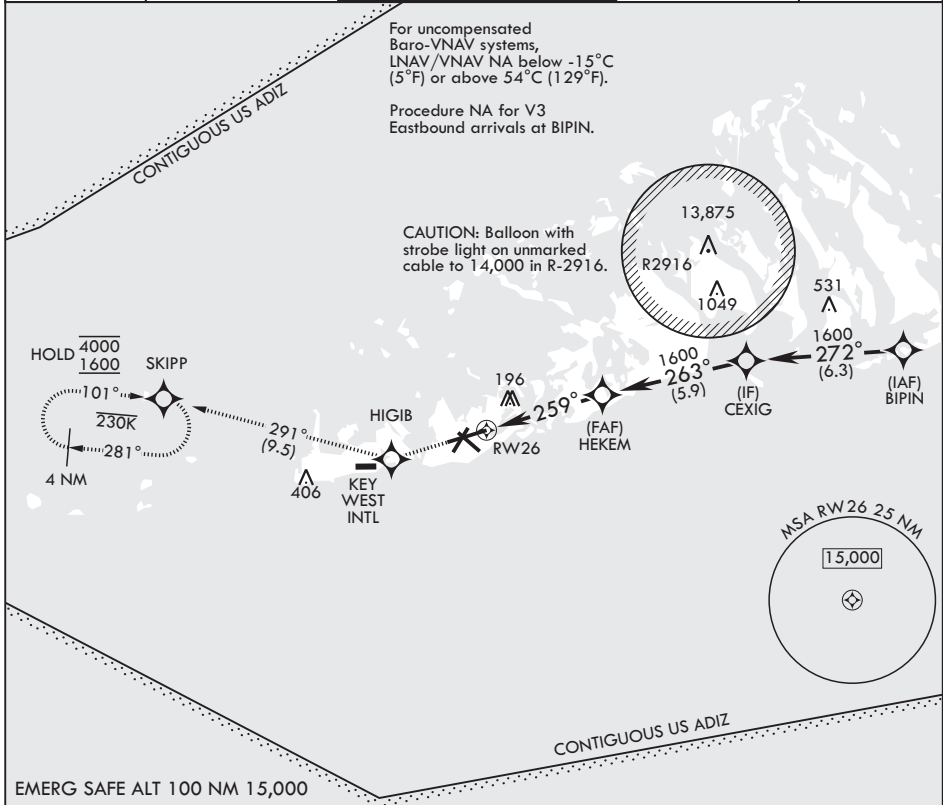 For uncompensated
Baro-VNAV systems,
LNAV/VNAV NA below -15°C
(5°F) or above 54°C (129°F).
Procedure NA for V3
Eastbound arrivals at BIPIN.
CONTIGUOUS US ADIZ
CAUTION: Balloon with
strobe light on unmarked
cable to 14,000 in R-2916.
13,875
R2916
1049
531
1600
272°
(6.3)
(IAF)
BIPIN
1600
263°
(5.9)
(IF)
CEXIG
196
259°
(FAF)
HEKEM
RW26
HIGIB
KEY
WEST
INTL
406
291°
(9.5)
SKIPP
HOLD 4000
1600
101°
230K
281°
4 NM
MSA RW26 25 NM
15,000
CONTIGUOUS US ADIZ
EMERG SAFE ALT 100 NM 15,000